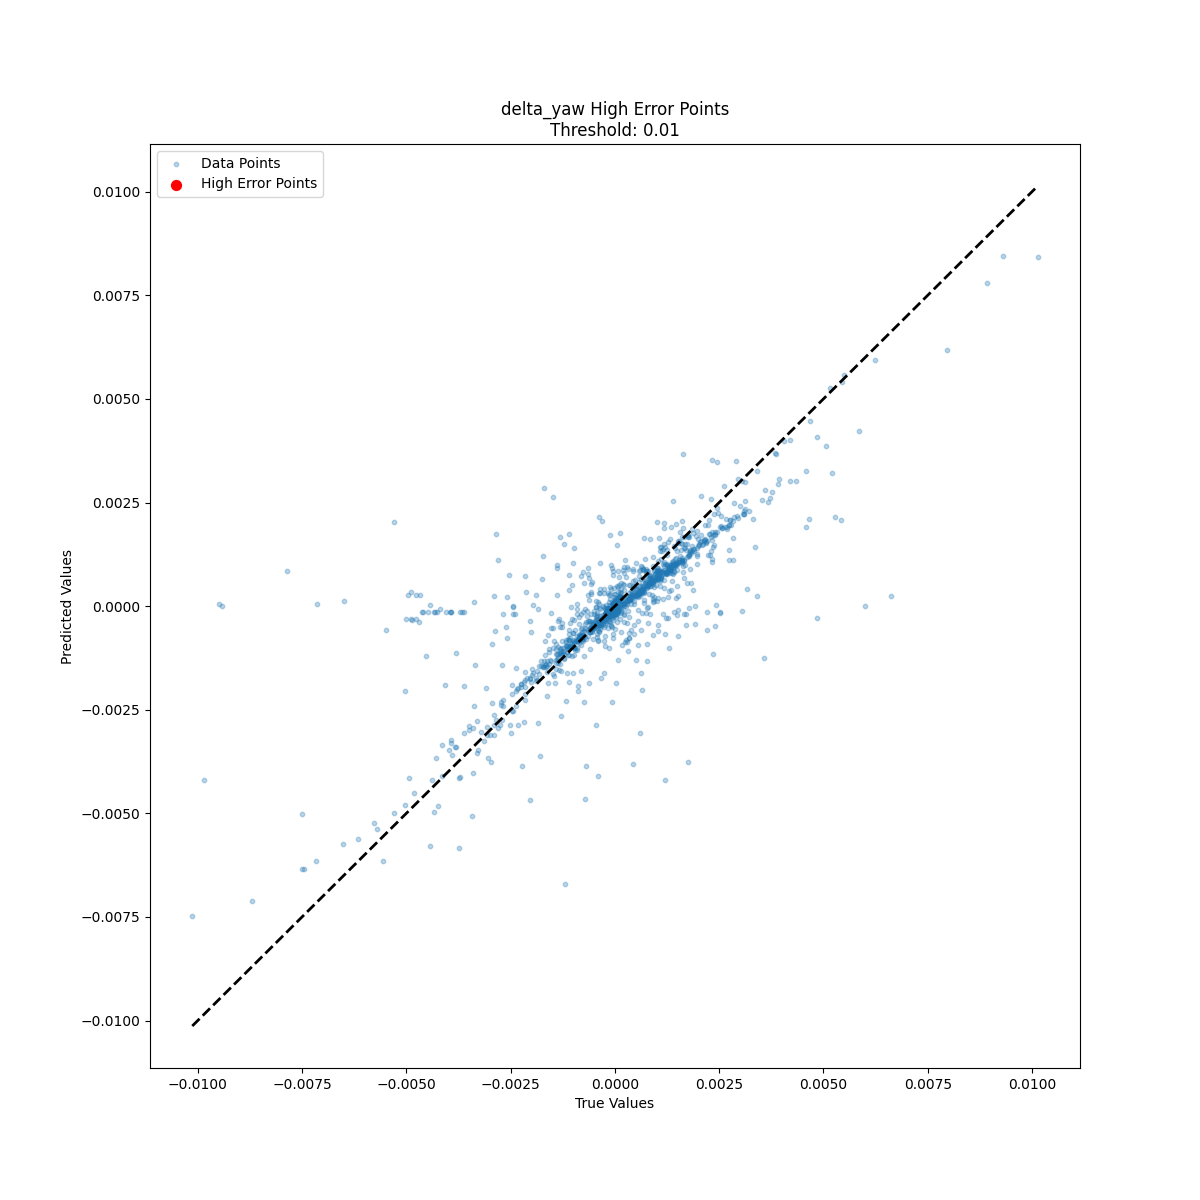 delta_yaw High Error Points
Threshold: 0.01
Data Points
High Error Points
0.0100
0.0075
0.0050
0.0025
0.0000
−0.0025
−0.0050
−0.0075
−0.0100
Predicted Values
−0.0100 −0.0075 −0.0050 −0.0025 0.0000 0.0025 0.0050 0.0075 0.0100
True Values